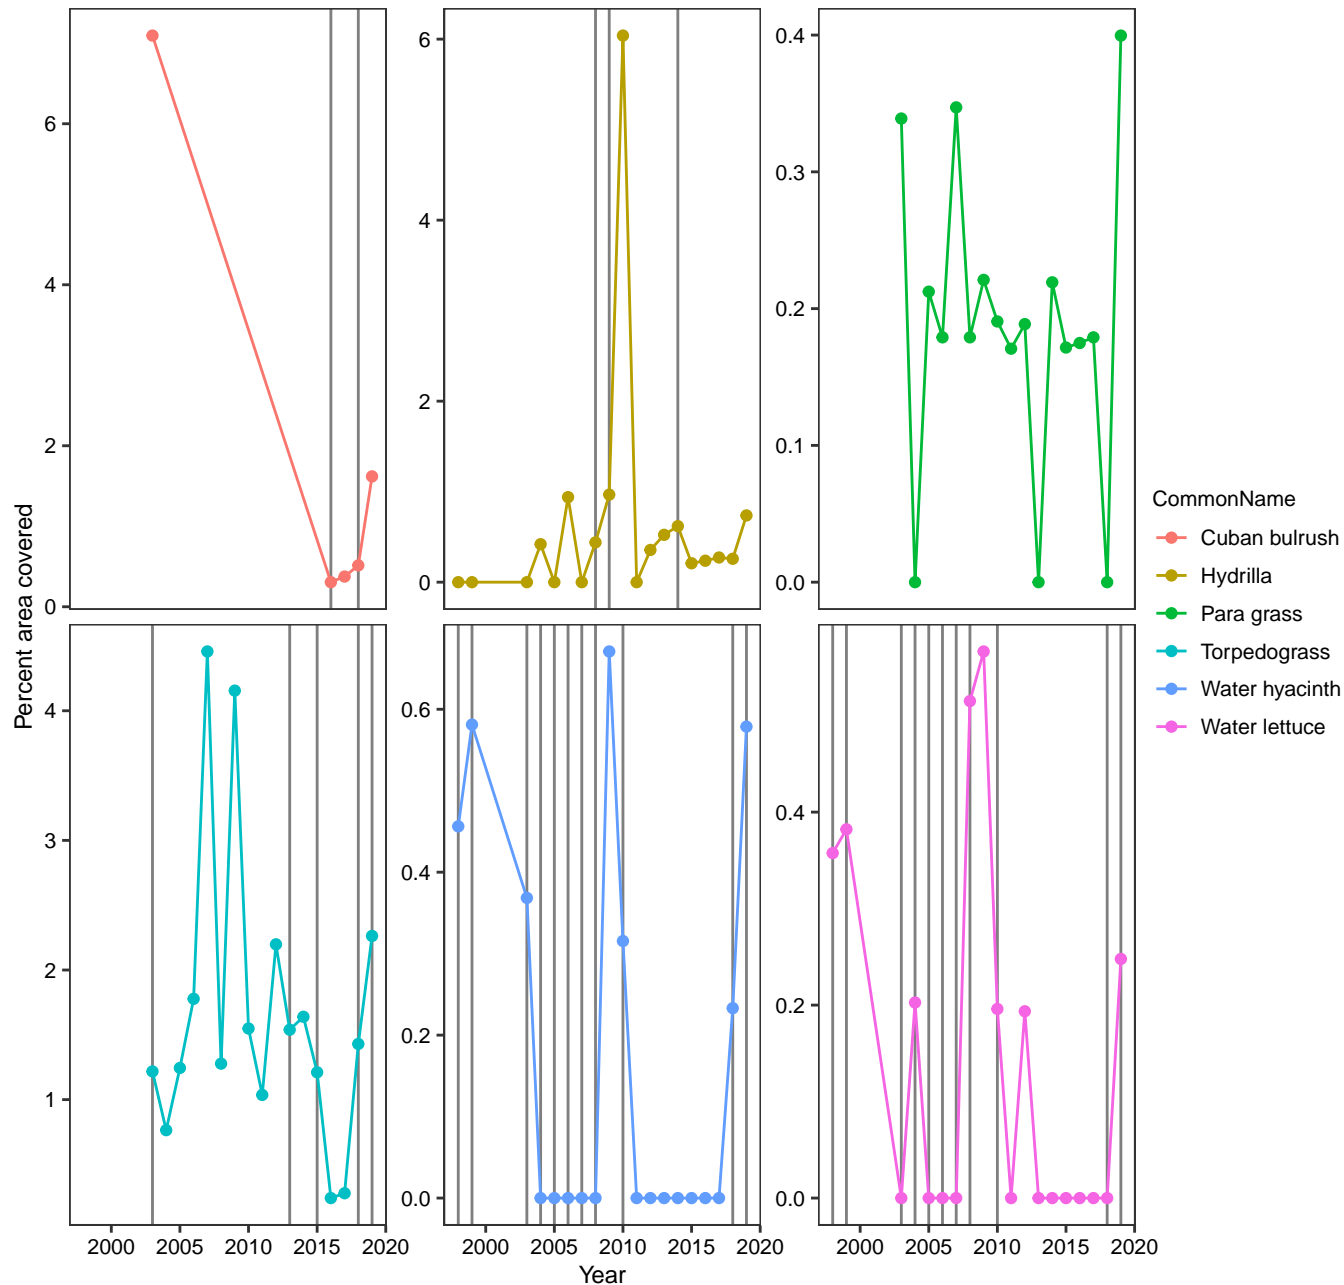 6
4
2
0
6
4
2
0
0.4
0.3
0.2
0.1
0.0
Percent area covered
4
3
2
1
0.6
0.4
0.2
0.0
0.4
0.2
0.0
2000 2005 2010 2015 2020
2000 2005 2010 2015 2020
2000 2005 2010 2015 2020
Year
CommonName
Cuban bulrush
Hydrilla
Para grass
Torpedograss
Water hyacinth
Water lettuce